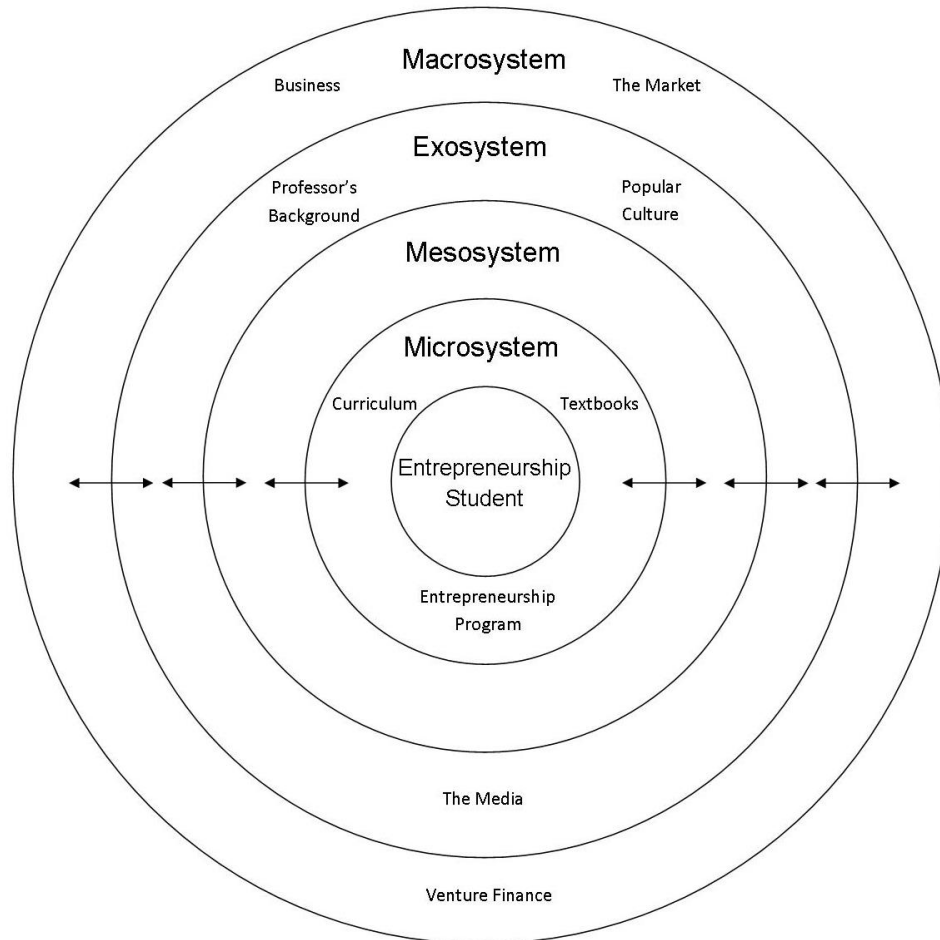 Macrosystem
Business
The Market
Exosystem
Professor’s
Background
Popular
Culture
Mesosystem
Microsystem
Curriculum
Textbooks
Entrepreneurship
Student
Entrepreneurship
Program
The Media
Venture Finance